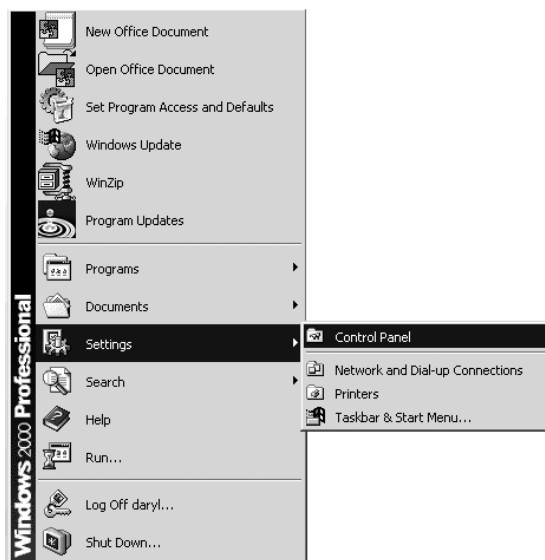 New Office Document
Open Office Document
Set Program Access and Defaults
Windows Update
WinZip
Program Updates
Programs
Documents
Settings
Search
Help
Run...
Log Off daryl...
Shut Down...
Control Panel
Network and Dial-up Connections
Printers
Taskbar & Start Menu...
Windows 2000 Professional